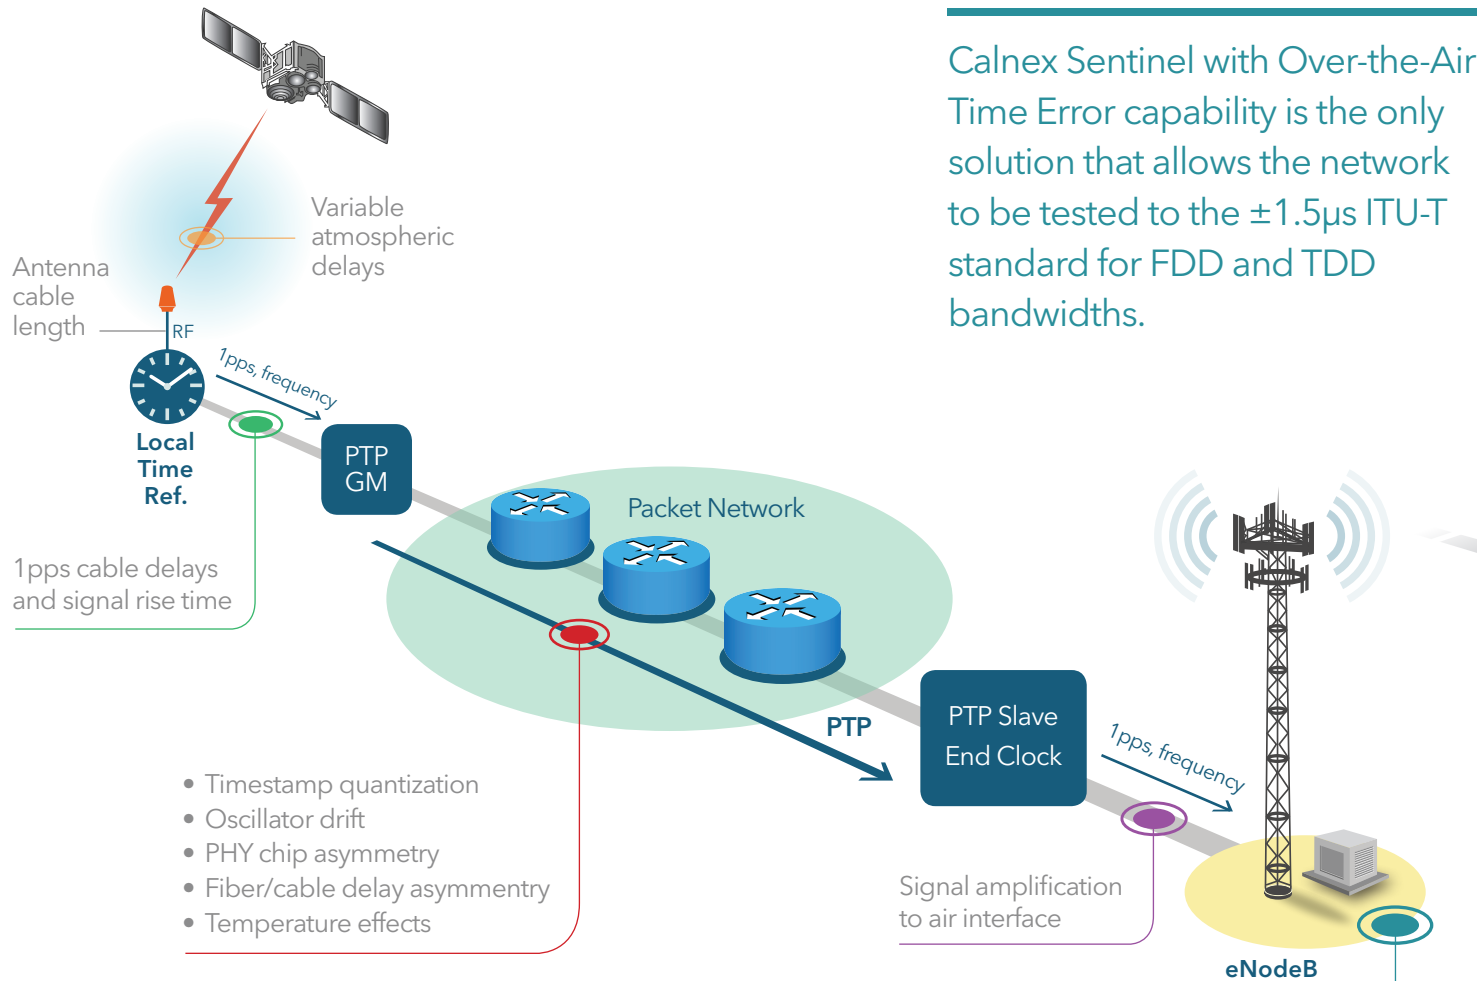 Calnex Sentinel with Over-the-Air
Time Error capability is the only
solution that allows the network
to be tested to the ±1.5µs ITU-T
standard for FDD and TDD
bandwidths.
Variable
atmospheric
delays
Antenna
cable
length
RF
1pps, frequency
Local
Time
Ref.
PTP
GM
Packet Network
1pps cable delays
and signal rise time
PTP
PTP Slave
End Clock
1pps, frequency
• Timestamp quantization
• Oscillator drift
• PHY chip asymmetry
• Fiber/cable delay asymmentry
• Temperature effects
Signal amplification
to air interface
eNodeB